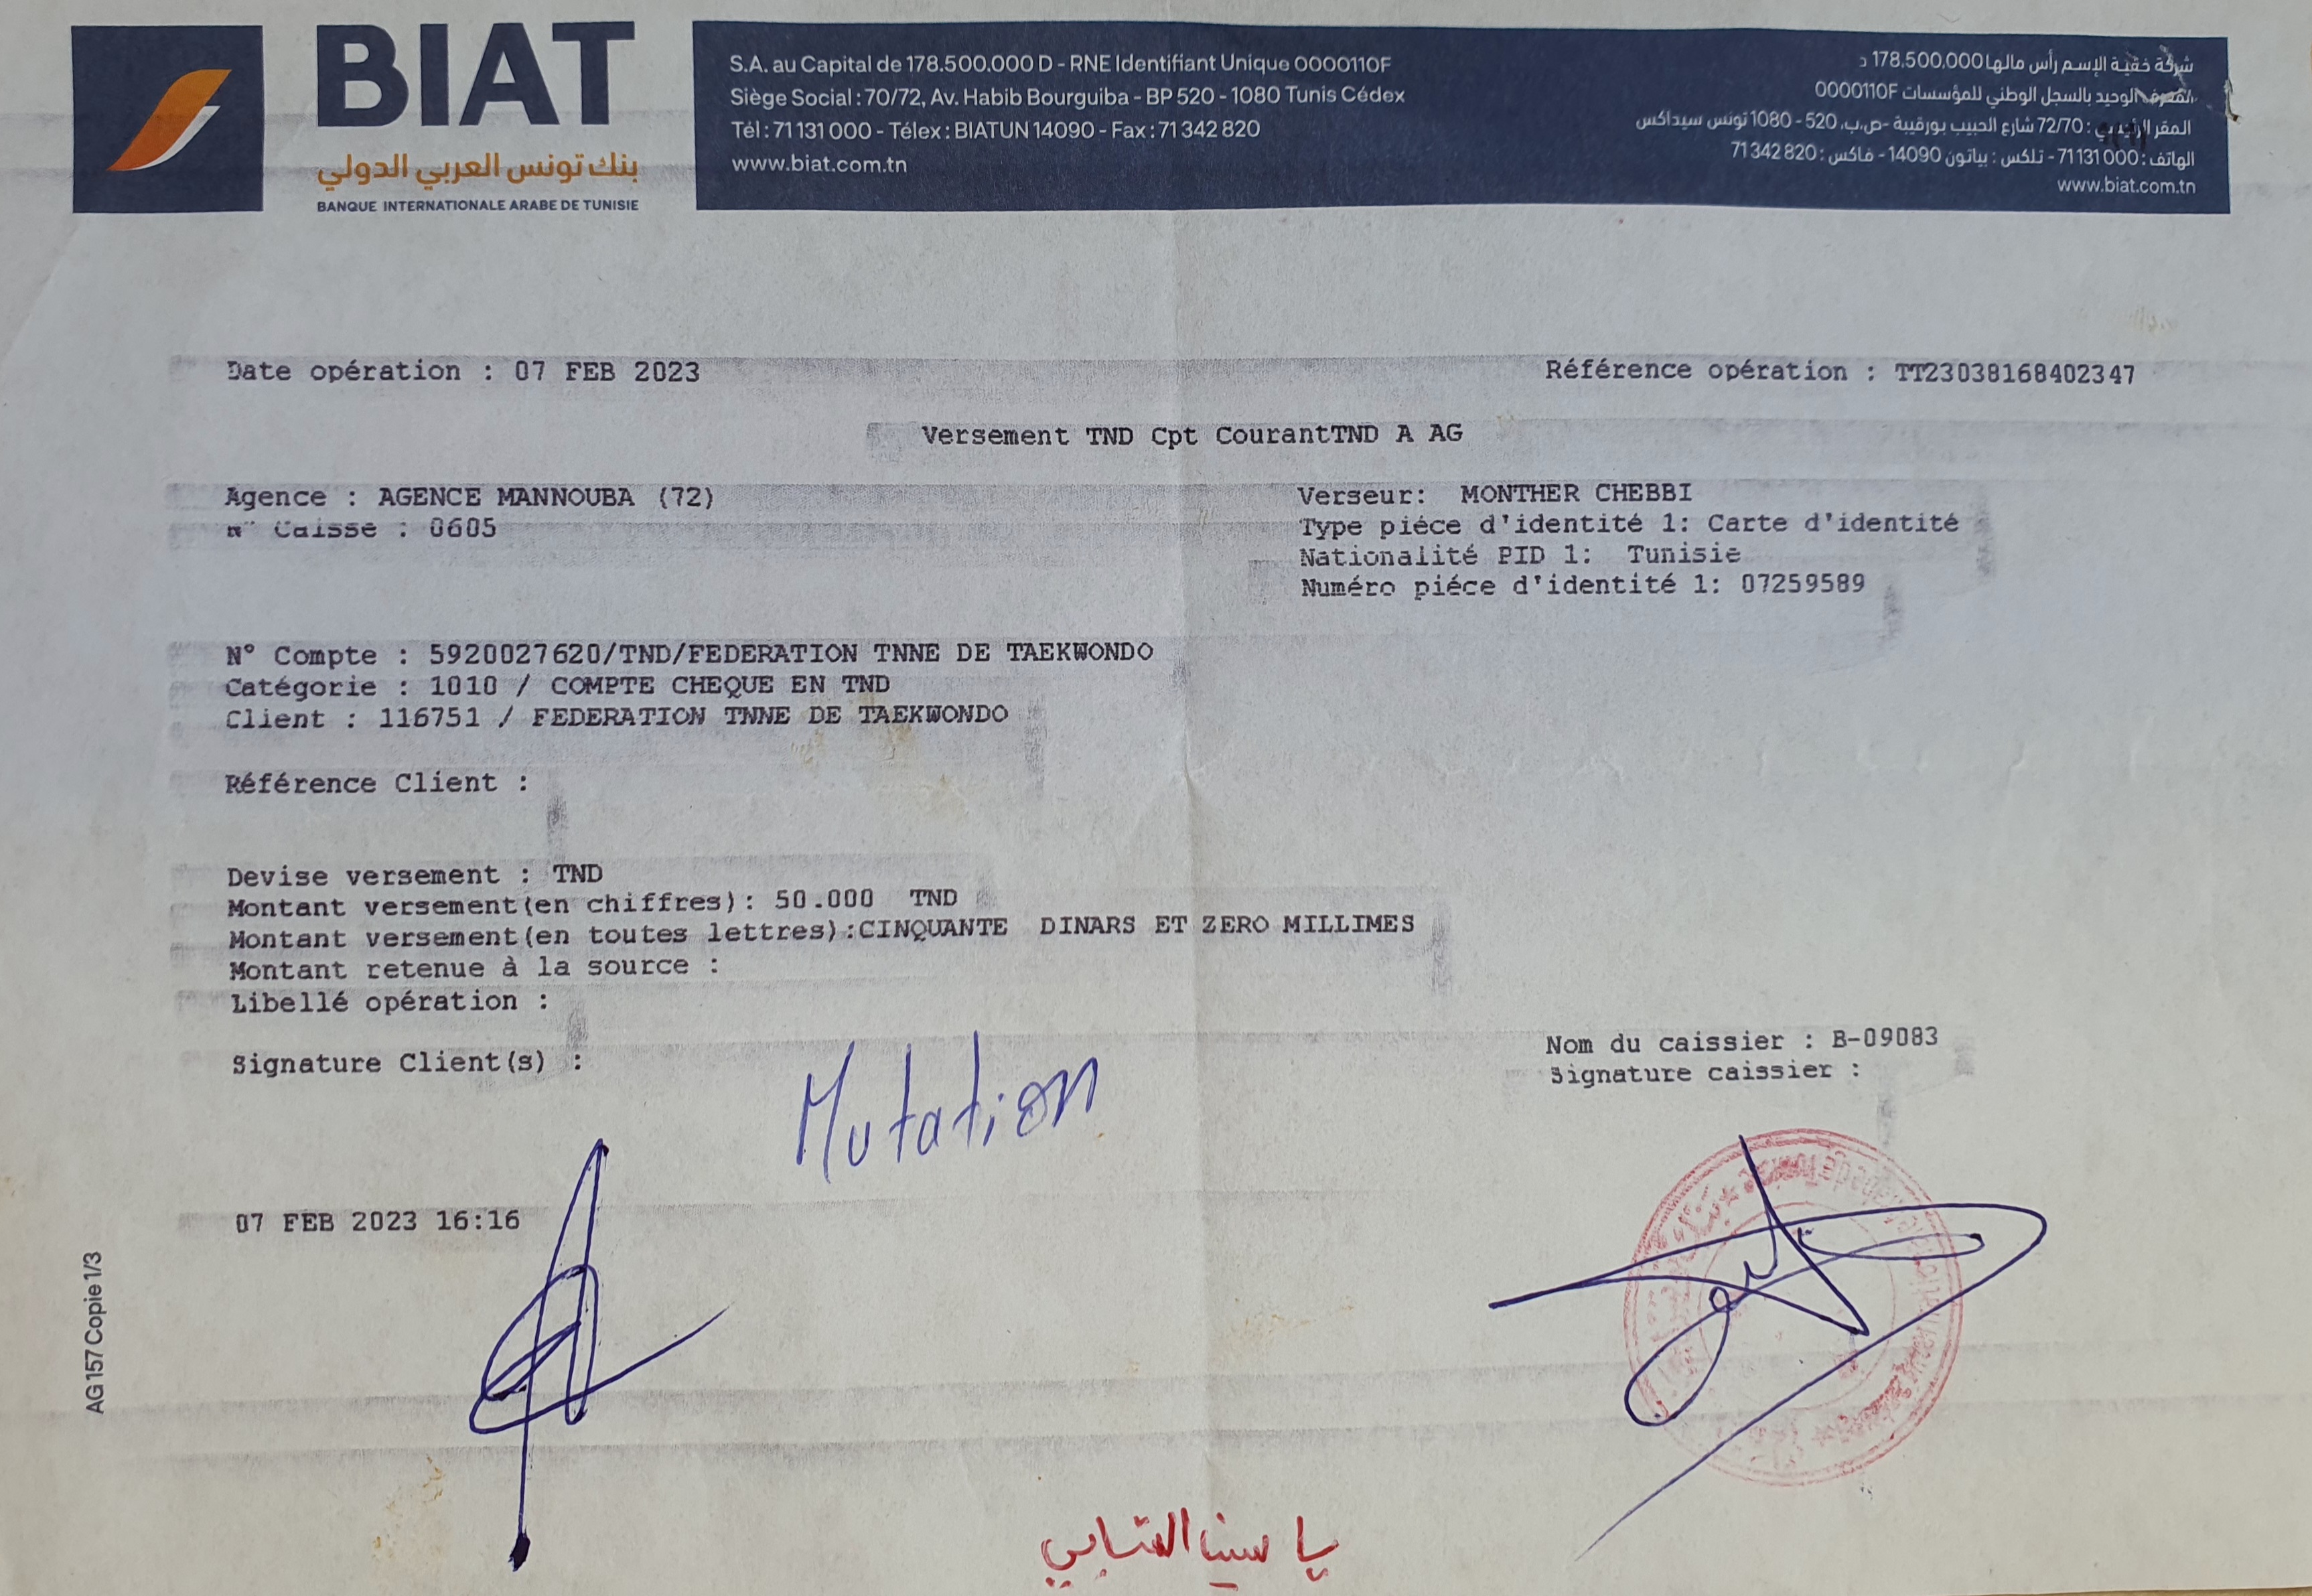 BIAT
بنك تونس العربي الدولي
BANQUE INTERNATIONALE ARABE DE TUNISIE
S.A. au Capital de 178.500.000 D - RNE Identifiant Unique 0000110F
Siège Social : 70/72, Av. Habib Bourguiba - BP 520 - 1080 Tunis Cédex
Tél : 71 131 000 - Télex : BIATUN 14090 - Fax : 71 342 820
www.biat.com.tn
شركة خفية الإسم رأس مالها 178.500.000 د
المعرف الوحيد بالسجل الوطني للمؤسسات 0000110F
المقر الرئيسي : 72/70 شارع الحبيب بورقيبة -ص.ب. 520 - 1080 تونس سيداكس
الهاتف : 71131 000 - تلكس : بياتون 14090 - فاكس : 71 342 820
www.biat.com.tn
Date opération : 07 FEB 2023
Référence opération : TT23038168402347
Versement TND Cpt CourantTND A AG
Agence : AGENCE MANNOUBA (72)
N° Caisse : 0605
Verseur: MONTHER CHEBBI
Type piéce d'identité 1: Carte d'identité
Nationalité PID 1: Tunisie
Numéro piéce d'identité 1: 07259589
N° Compte : 5920027620/TND/FEDERATION TNNE DE TAEKWONDO
Catégorie : 1010 / COMPTE CHEQUE EN TND
Client : 116751 / FEDERATION TNNE DE TAEKWONDO
Référence Client :
Devise versement : TND
Montant versement(en chiffres): 50.000 TND
Montant versement(en toutes lettres):CINQUANTE DINARS ET ZERO MILLIMES
Montant retenue à la source :
Libellé opération :
Signature Client(s) :
Nom du caissier : B-09083
Signature caissier :
Mutation
07 FEB 2023 16:16
AG 157 Copie 1/3